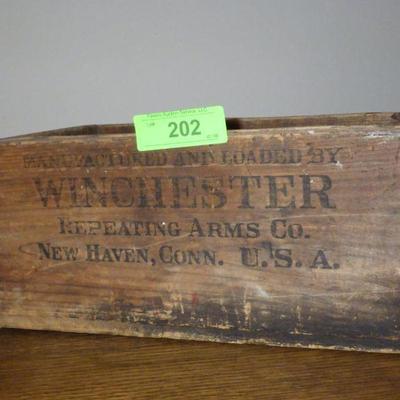 202
MANUFACTURED AND LOADED BY
WINCHESTER
REPEATING ARMS CO.
NEW HAVEN, CONN. U.S.A.